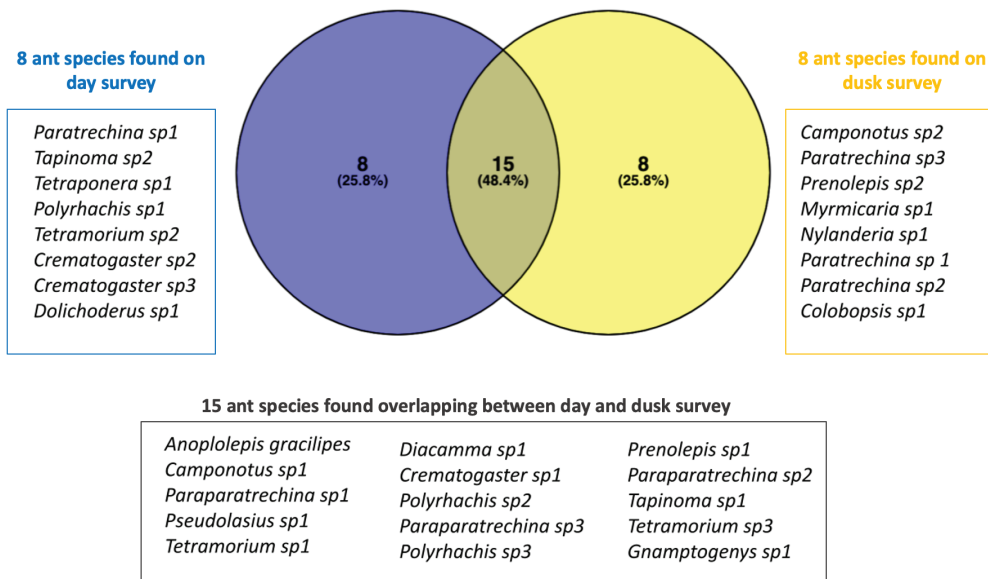 8 ant species found on
day survey
Paratrechina sp1
Tapinoma sp2
Tetraponera sp1
Polyrhachis sp1
Tetramorium sp2
Crematogaster sp2
Crematogaster sp3
Dolichoderus sp1
8
(25.8%)
15
(48.4%)
8
(25.8%)
8 ant species found on
dusk survey
Camponotus sp2
Paratrechina sp3
Prenolepis sp2
Myrmicaria sp1
Nylanderia sp1
Paratrechina sp 1
Paratrechina sp2
Colobopsis sp1
15 ant species found overlapping between day and dusk survey
Anoplolepis gracilipes
Camponotus sp1
Paraparatrechina sp1
Pseudolasius sp1
Tetramorium sp1
Diacamma sp1
Crematogaster sp1
Polyrhachis sp2
Paraparatrechina sp3
Polyrhachis sp3
Prenolepis sp1
Paraparatrechina sp2
Tapinoma sp1
Tetramorium sp3
Gnamptogenys sp1